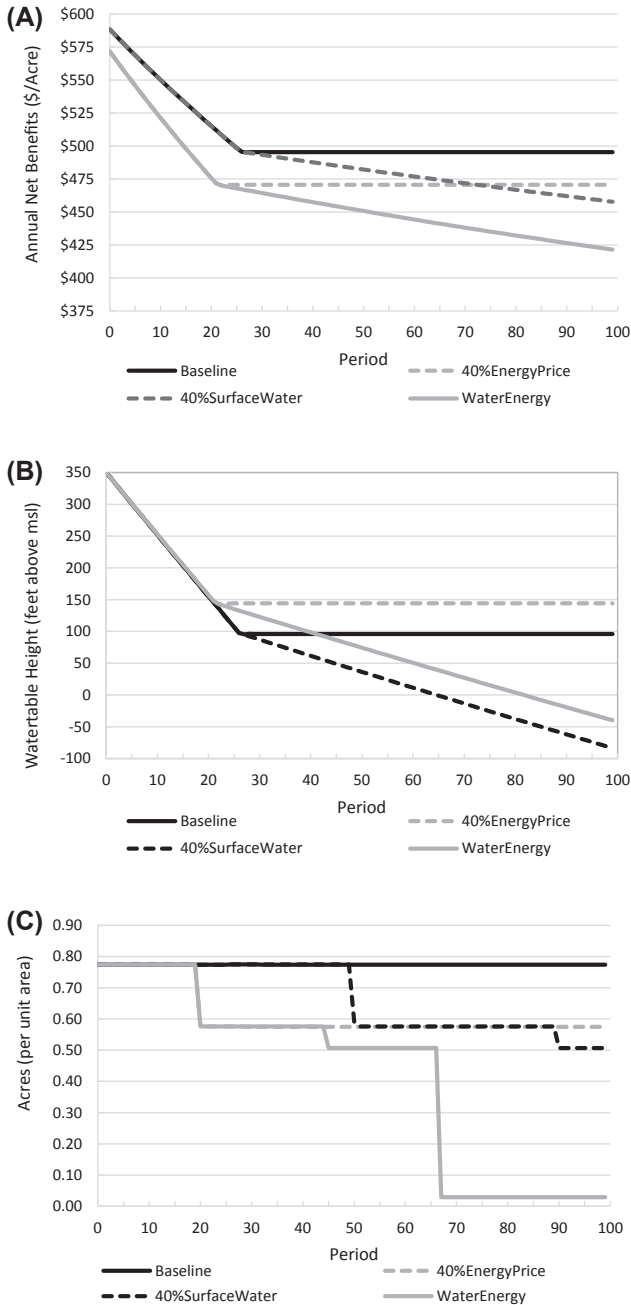 (A)
$600
$575
$550
$525
$500
$475
$450
$425
$400
$375
Annual Net Benefits ($/Acre)
0 10 20 30 40 50 60 70 80 90 100
Period
Baseline 40%EnergyPrice
40%SurfaceWater WaterEnergy
(B)
350
300
250
200
150
100
50
0
-50
-100
Watertable Height (feet above msl)
0 10 20 30 40 50 60 70 80 90 100
Period
Baseline 40%EnergyPrice
40%SurfaceWater WaterEnergy
(C)
0.90
0.80
0.70
0.60
0.50
0.40
0.30
0.20
0.10
0.00
Acres (per unit area)
0 10 20 30 40 50 60 70 80 90 100
Period
Baseline 40%EnergyPrice
40%SurfaceWater WaterEnergy